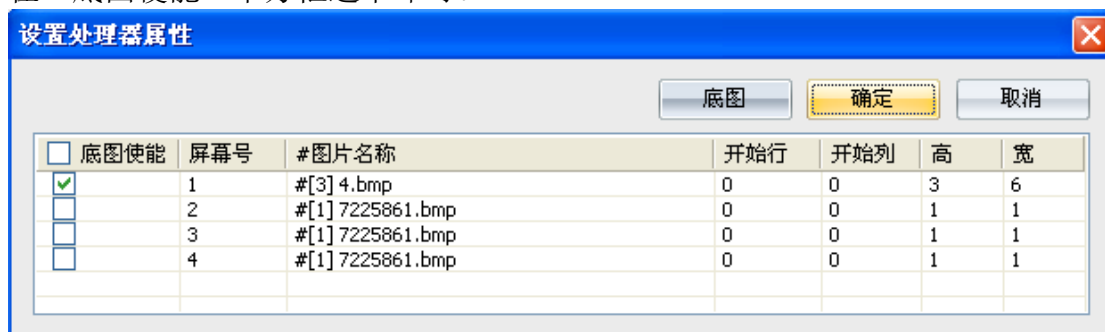 设置处理器属性
底图 确定 取消
底图使能 屏幕号 #图片名称 开始行 开始列 高 宽
1 #[3] 4.bmp 0 0 3 6
2 #[1] 7225861.bmp 0 0 1 1
3 #[1] 7225861.bmp 0 0 1 1
4 #[1] 7225861.bmp 0 0 1 1